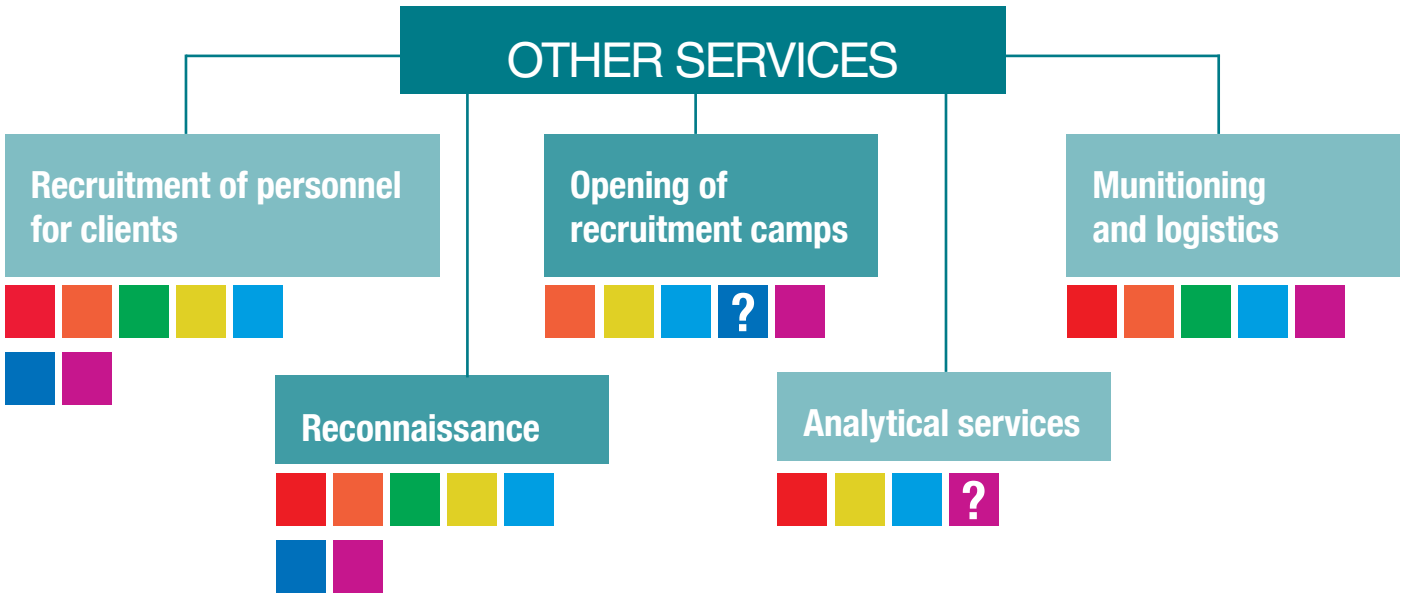 OTHER SERVICES
Recruitment of personnel
for clients
Opening of
recruitment camps
Munitioning
and logistics
?
Reconnaissance
Analytical services
?